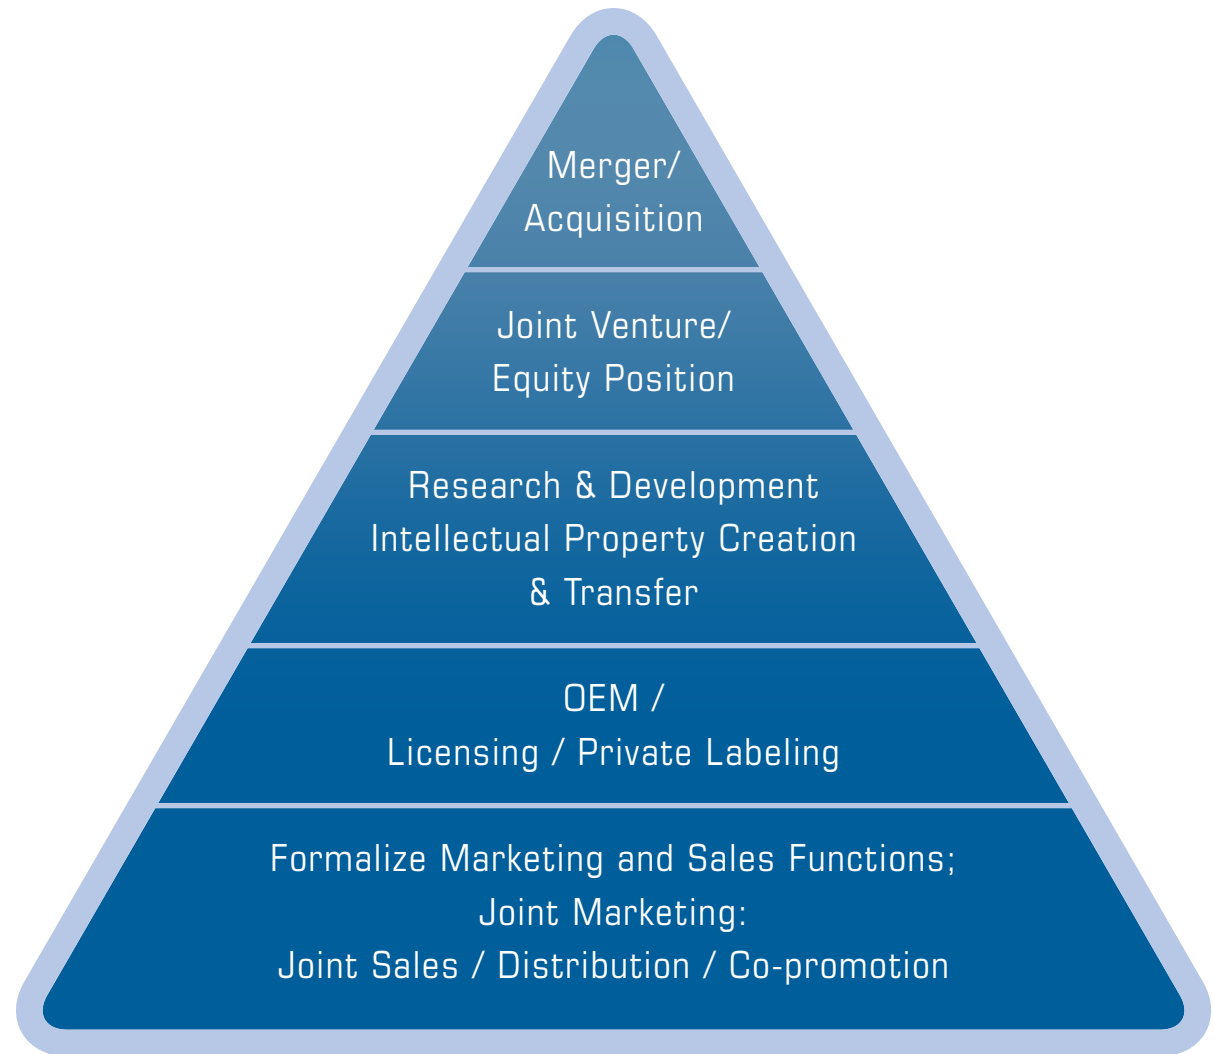 Merger/
Acquisition
Joint Venture/
Equity Position
Research & Development
Intellectual Property Creation
& Transfer
OEM /
Licensing / Private Labeling
Formalize Marketing and Sales Functions;
Joint Marketing:
Joint Sales / Distribution / Co-promotion